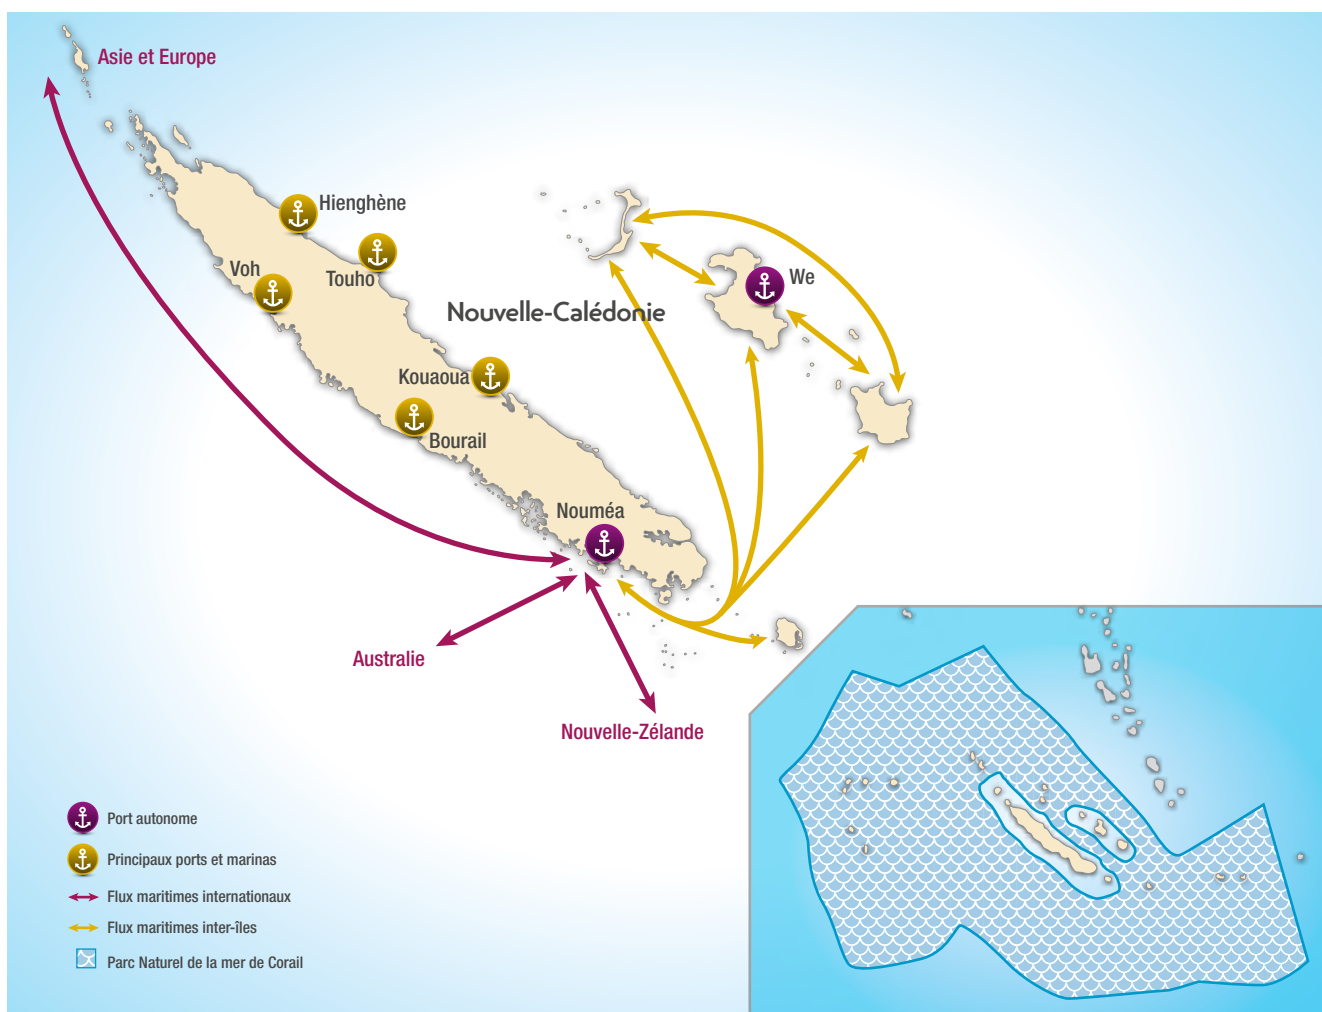 Asie et Europe
Hienghène
Voh
Touho
We
Nouvelle-Calédonie
Kouaoua
Bourail
Nouméa
Australie
Nouvelle-Zélande
Port autonome
Principaux ports et marinas
Flux maritimes internationaux
Flux maritimes inter-îles
Parc Naturel de la mer de Corail